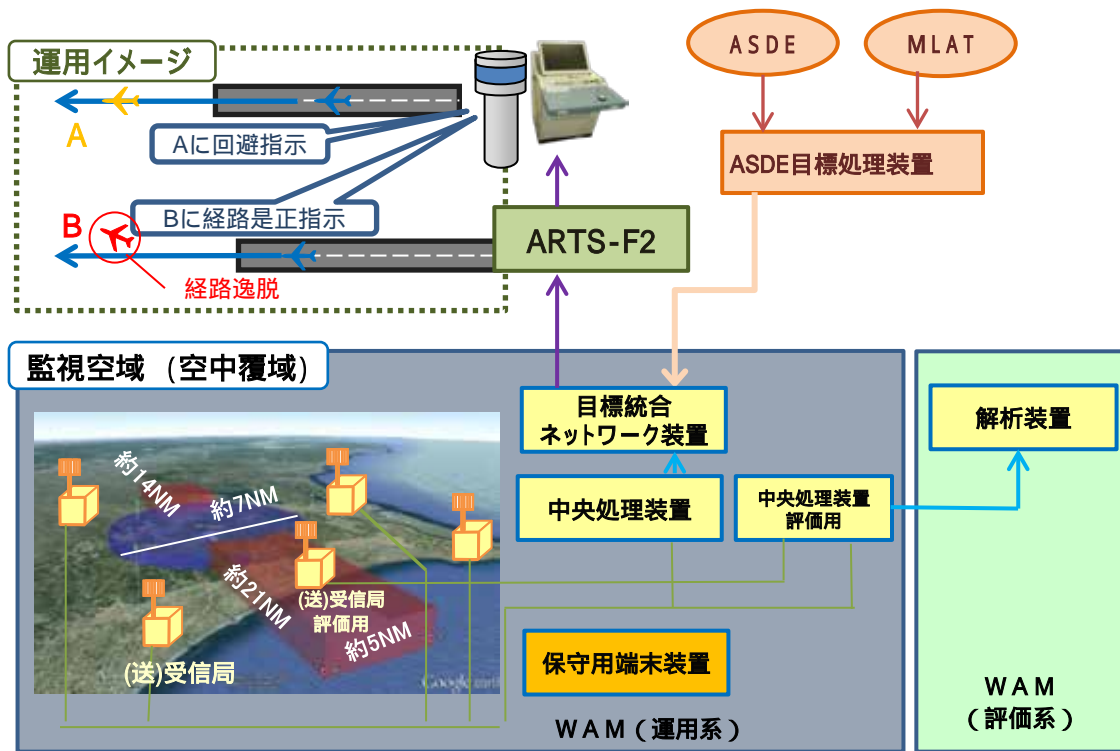 運用イメージ
A
Aに回避指示
Bに経路是正指示
B
経路逸脱
ARTS-F2
ASDE
MLAT
ASDE目標処理装置
監視空域 (空中覆域)
約14NM
約7NM
約21NM
約5NM
(送)受信局
評価用
(送)受信局
Google earth
目標統合
ネットワーク装置
中央処理装置
中央処理装置
評価用
保守用端末装置
WAM(運用系)
解析装置
WAM
(評価系)